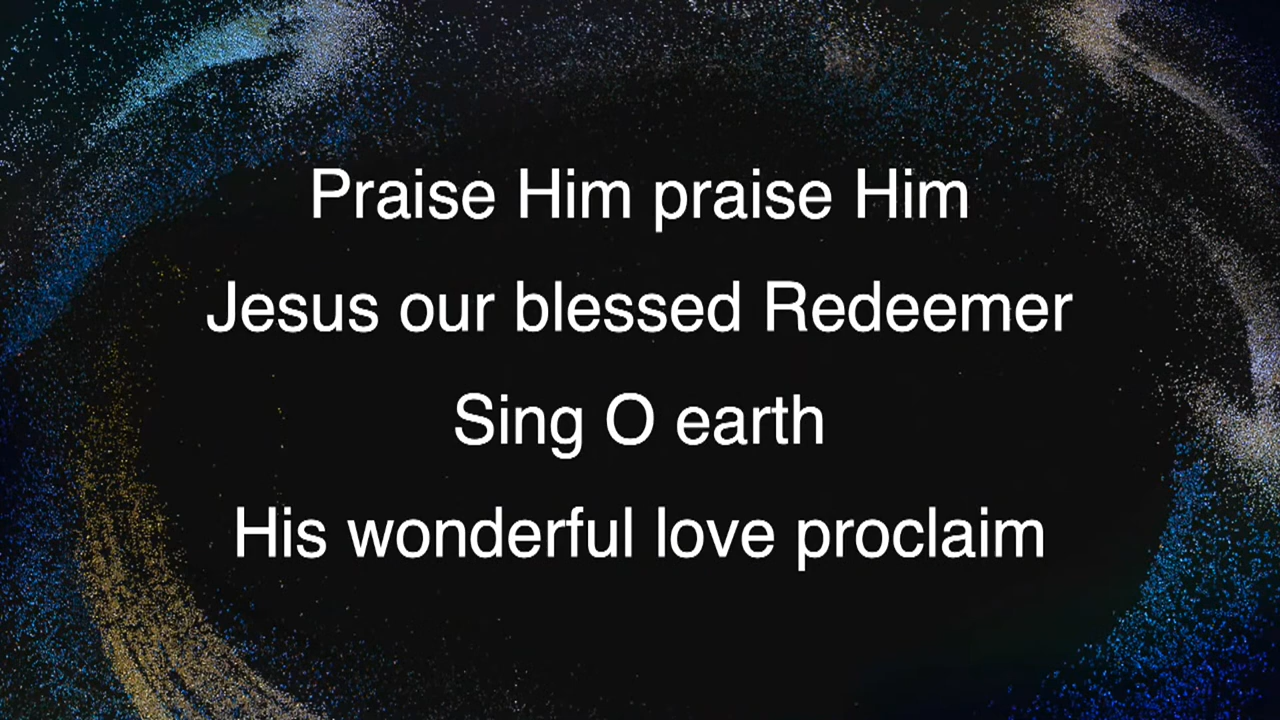 Praise Him praise Him
Jesus our blessed Redeemer
Sing O earth
His wonderful love proclaim